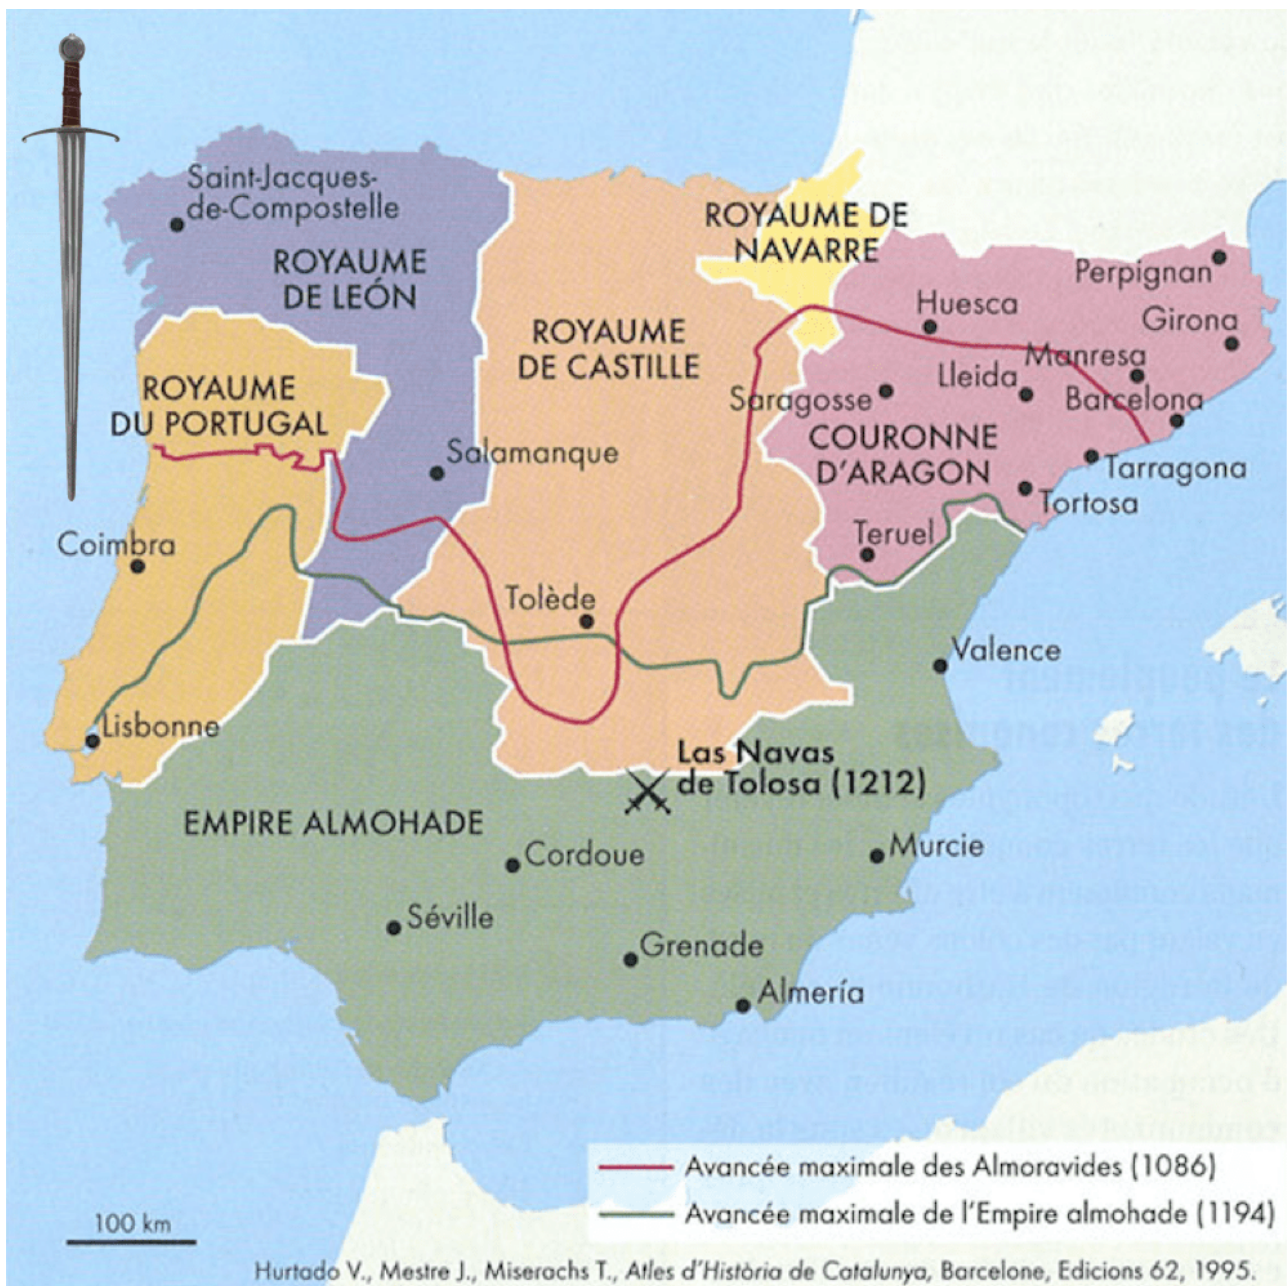 Saint-Jacques-
de-Compostelle
ROYAUME
DE LEÓN
ROYAUME DE
NAVARRE
Perpignan
Huesca
Girona
ROYAUME
DE CASTILLE
Manresa
Lleida
ROYAUME
DU PORTUGAL
Saragosse
Barcelona
COURONNE
D'ARAGON
Salamanque
Tarragona
Tortosa
Coimbra
Teruel
Tolède
Valence
Lisbonne
Las Navas
de Tolosa (1212)
EMPIRE ALMOHADE
Cordoue
Murcie
Séville
Grenade
Almería
Avancée maximale des Almoravides (1086)
Avancée maximale de l'Empire almohade (1194)
100 km
Hurtado V., Mestre J., Miserachs T., Atles d'Història de Catalunya, Barcelone, Edicions 62, 1995.